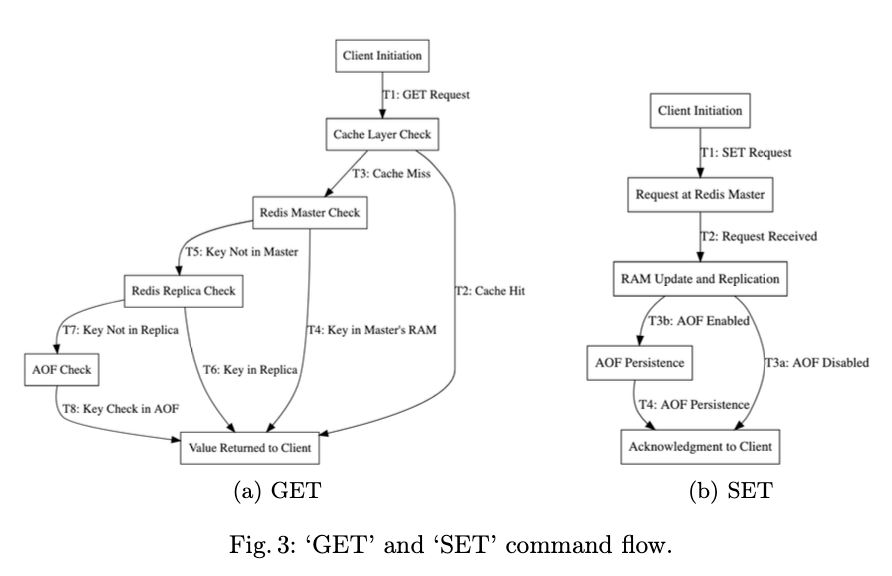 Client Initiation
T1: GET Request
Cache Layer Check
T3: Cache Miss
Redis Master Check
T5: Key Not in Master
Redis Replica Check
T2: Cache Hit
T7: Key Not in Replica
T4: Key in Master's RAM
AOF Check
T6: Key in Replica
T8: Key Check in AOF
Value Returned to Client
(a) GET
Client Initiation
T1: SET Request
Request at Redis Master
T2: Request Received
RAM Update and Replication
T3b: AOF Enabled
AOF Persistence
T3a: AOF Disabled
T4: AOF Persistence
Acknowledgment to Client
(b) SET
Fig. 3: ‘GET’ and ‘SET’ command flow.